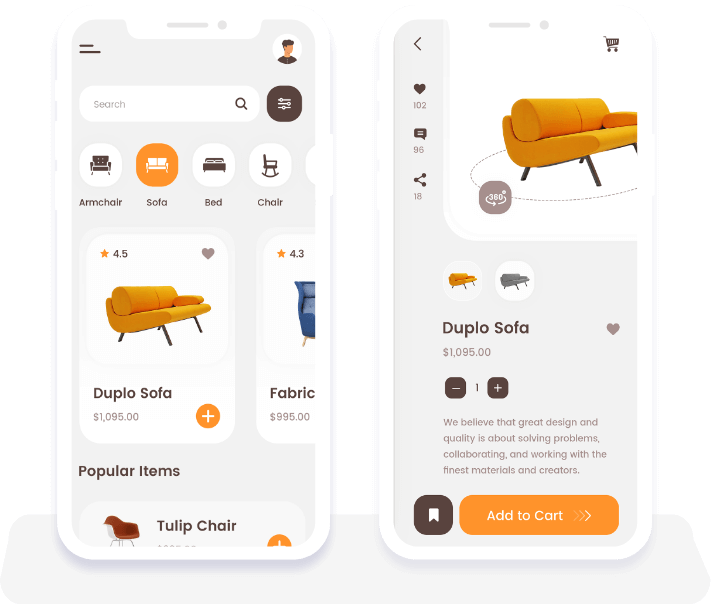 Search
Armchair
Sofa
Bed
Chair
4.5
4.3
Duplo Sofa
$1,095.00
Fabric
$995.00
Popular Items
Tulip Chair
102
96
18
360°
Duplo Sofa
$1,095.00
1
We believe that great design and
quality is about solving problems,
collaborating, and working with the
finest materials and creators.
Add to Cart